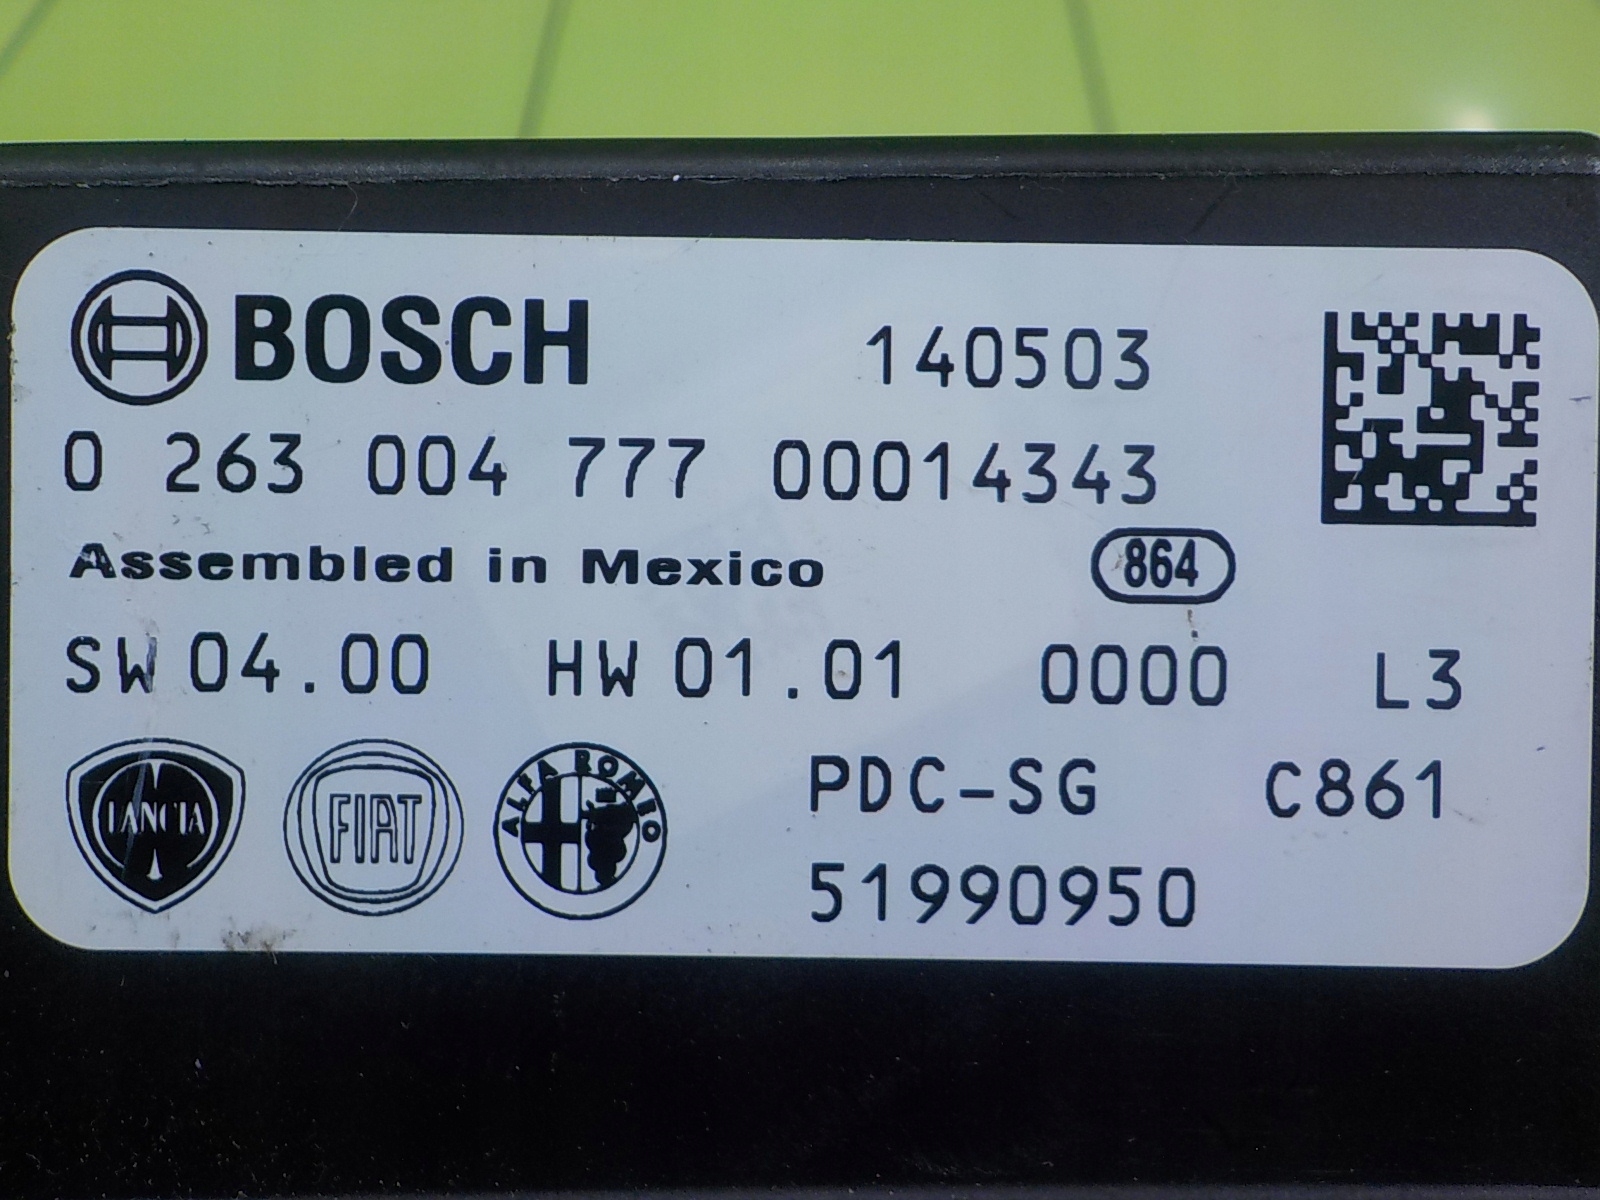 BOSCH 140503
0 263 004 777 00014343
Assembled in Mexico 864
SW 04.00 HW 01.01 0000 L3
LANCIA FIAT ALFA ROMEO PDC-SG C861
51990950